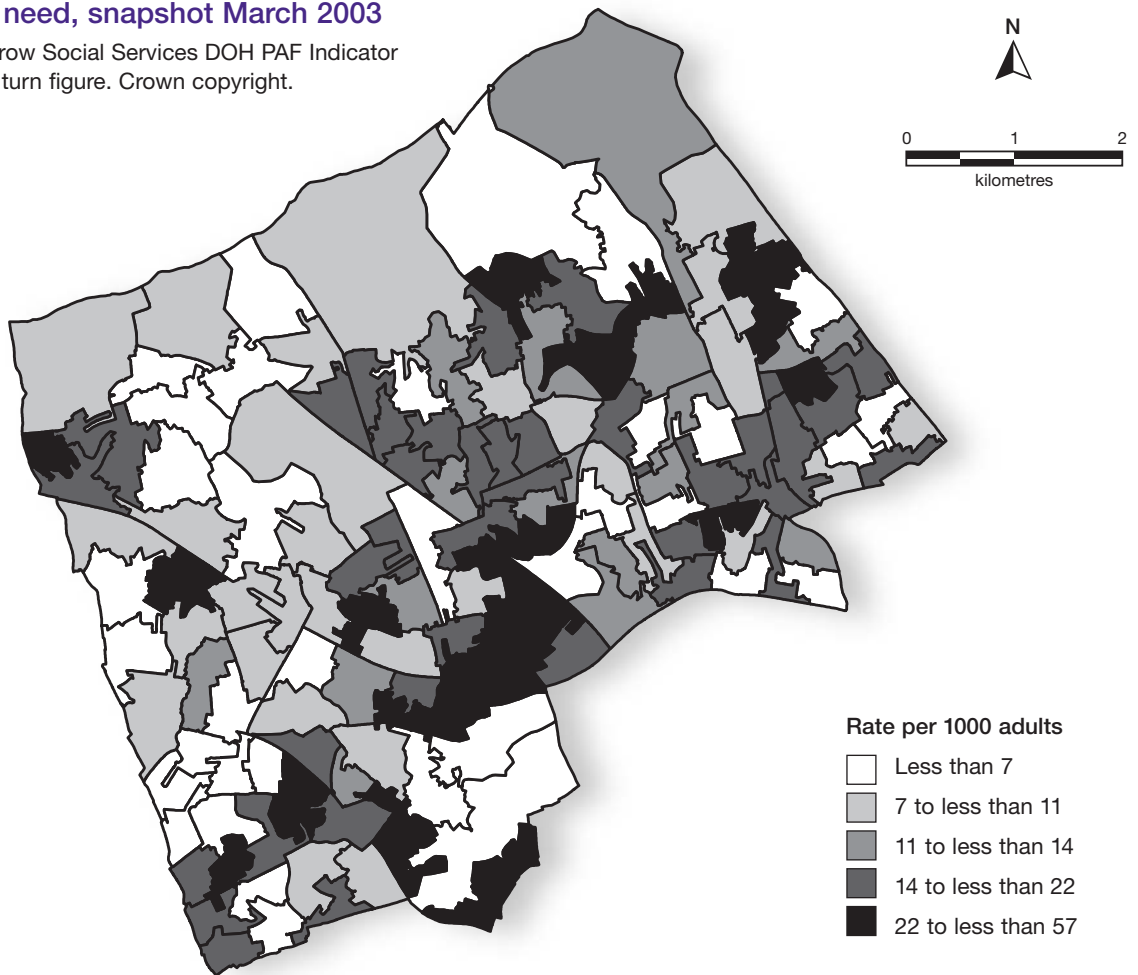 need, snapshot March 2003
row Social Services DOH PAF Indicator
turn figure. Crown copyright.
N
0 1 2
kilometres
Rate per 1000 adults
Less than 7
7 to less than 11
11 to less than 14
14 to less than 22
22 to less than 57